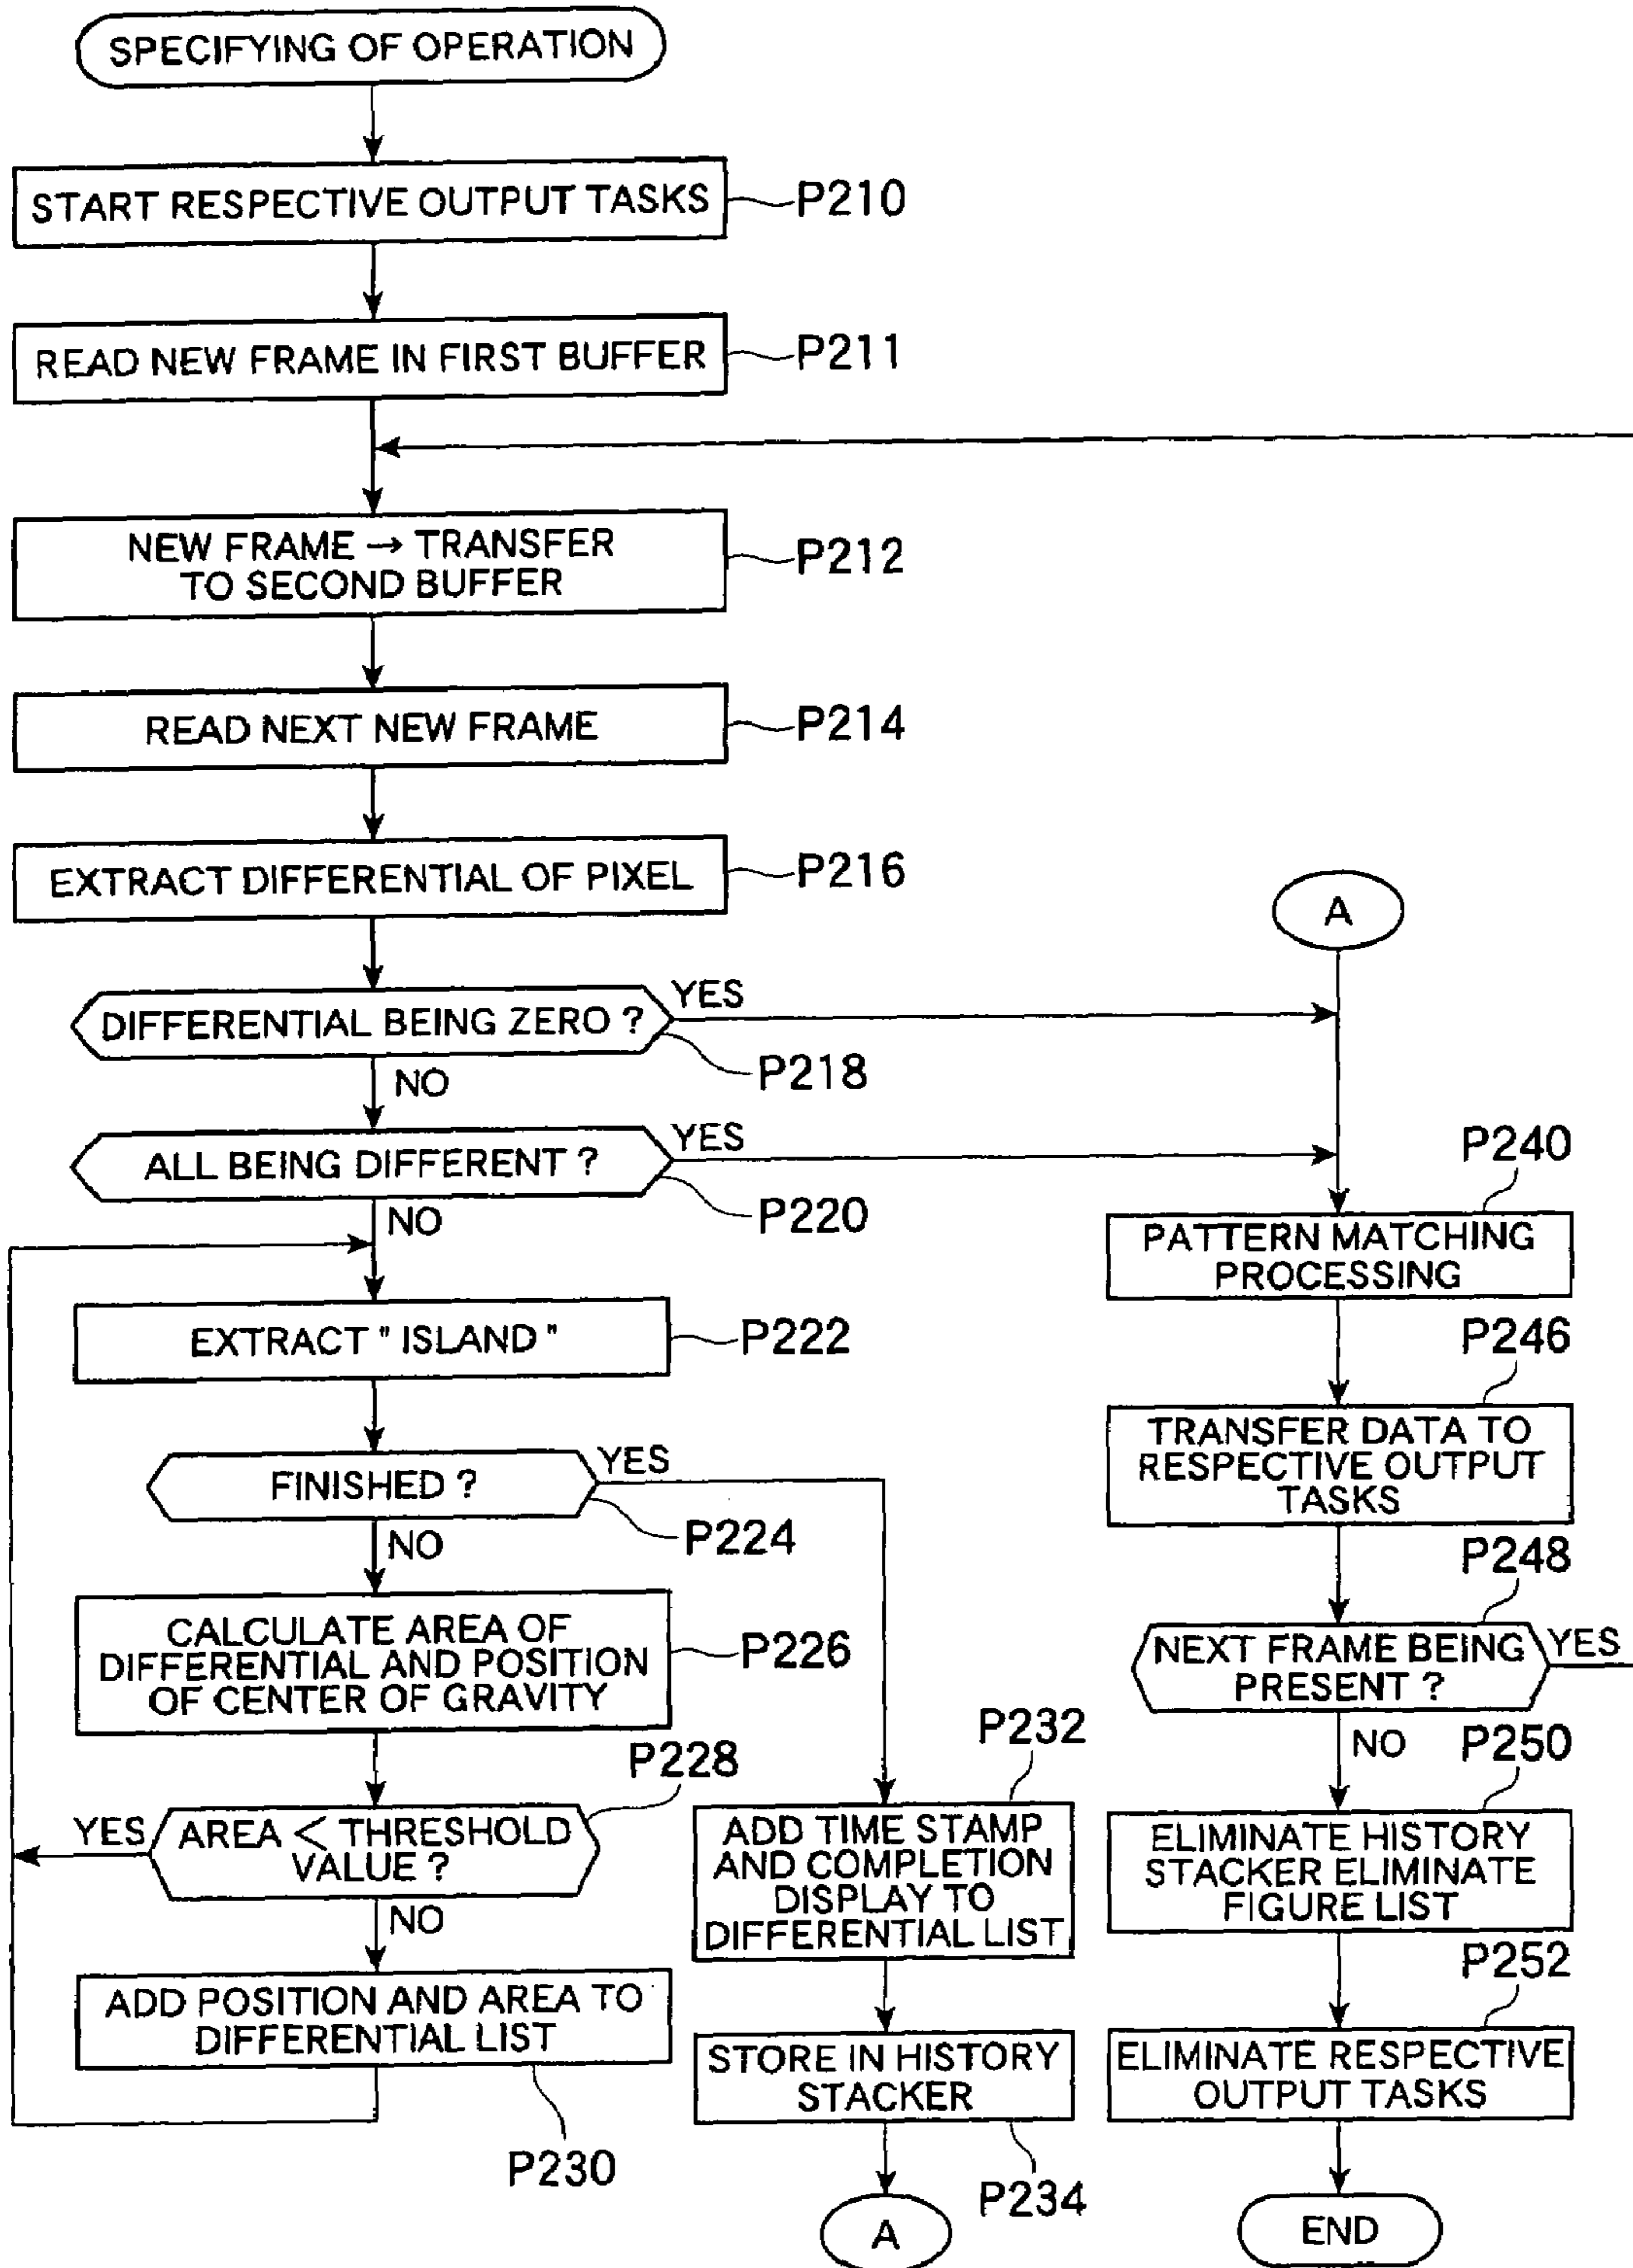 SPECIFYING OF OPERATION
START RESPECTIVE OUTPUT TASKS
P210
READ NEW FRAME IN FIRST BUFFER
P211
NEW FRAME → TRANSFER
TO SECOND BUFFER
P212
READ NEXT NEW FRAME
P214
EXTRACT DIFFERENTIAL OF PIXEL
P216
DIFFERENTIAL BEING ZERO ?
YES
P218
NO
ALL BEING DIFFERENT ?
YES
P220
NO
EXTRACT " ISLAND "
P222
FINISHED ?
YES
P224
NO
CALCULATE AREA OF
DIFFERENTIAL AND POSITION
OF CENTER OF GRAVITY
P226
P228
YES
AREA < THRESHOLD
VALUE ?
NO
ADD POSITION AND AREA TO
DIFFERENTIAL LIST
P230
P232
ADD TIME STAMP
AND COMPLETION
DISPLAY TO
DIFFERENTIAL LIST
STORE IN HISTORY
STACKER
P234
A
A
P240
PATTERN MATCHING
PROCESSING
P246
TRANSFER DATA TO
RESPECTIVE OUTPUT
TASKS
P248
NEXT FRAME BEING
PRESENT ?
YES
NO
P250
ELIMINATE HISTORY
STACKER ELIMINATE
FIGURE LIST
P252
ELIMINATE RESPECTIVE
OUTPUT TASKS
END